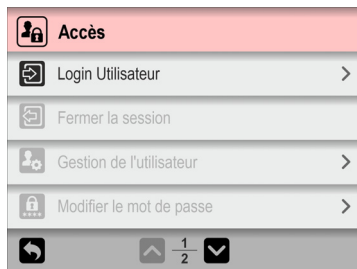 Accès
Login Utilisateur
Fermer la session
Gestion de l'utilisateur
Modifier le mot de passe
1
2